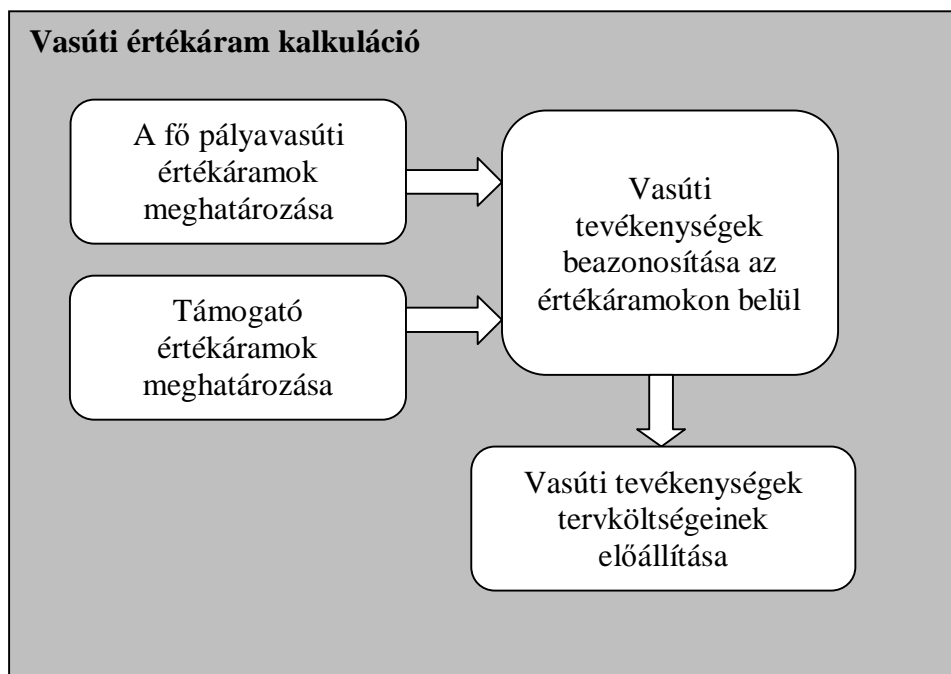 Vasúti értékáram kalkuláció
A fő pályavasúti
értékáramok
meghatározása
Vasúti
tevékenységek
beazonosítása az
értékáramokon belül
Támogató
értékáramok
meghatározása
Vasúti tevékenységek
tervköltségeinek
előállítása